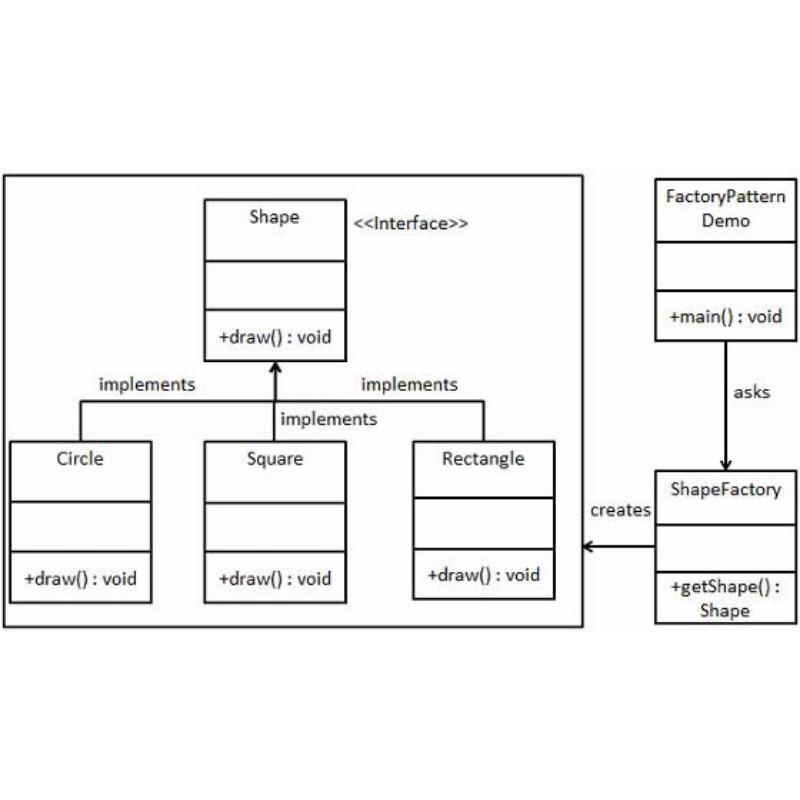 Shape
<<Interface>>
+draw() : void
implements
implements
implements
Circle
+draw() : void
Square
+draw() : void
Rectangle
+draw() : void
FactoryPattern
Demo
+main() : void
asks
ShapeFactory
+getShape() :
Shape
creates